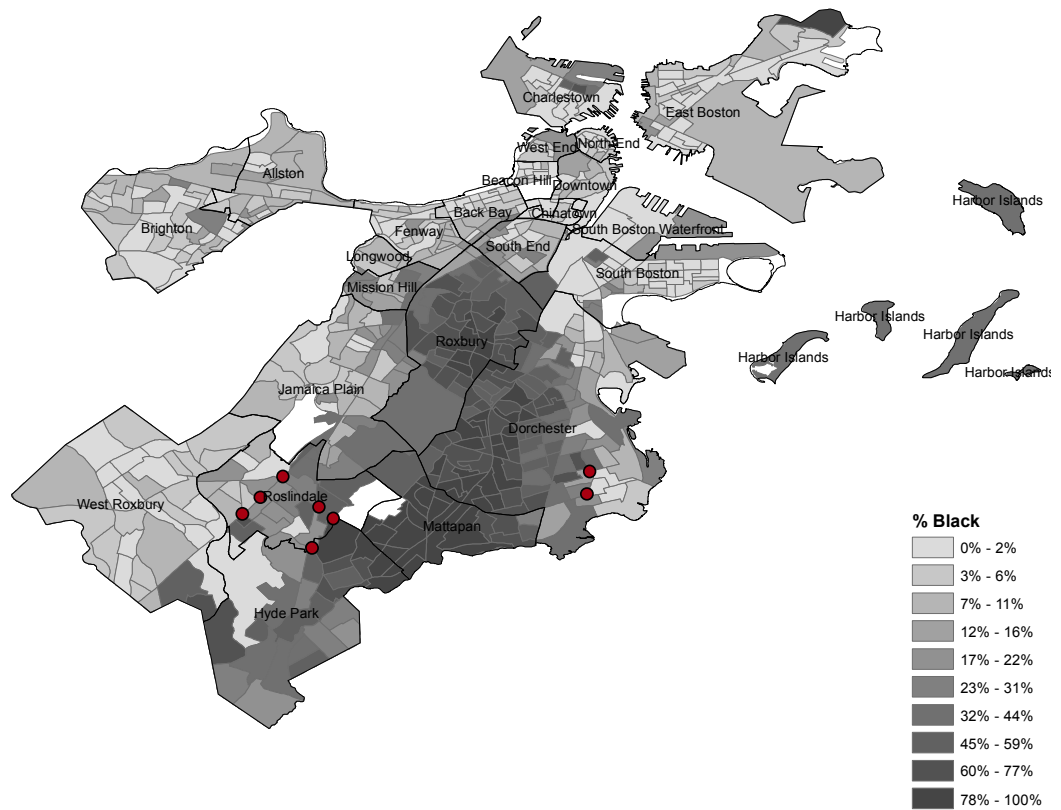 Charlestown
East Boston
West End
North End
Allston
Beacon Hill
Downtown
Harbor Islands
Back Bay
Chinatown
Brighton
Fenway
South Boston Waterfront
South End
Longwood
South Boston
Mission Hill
Harbor Islands
Harbor Islands
Roxbury
Harbor Islands
Harbor Islands
Jamaica Plain
Dorchester
Roslindale
West Roxbury
Mattapan
Hyde Park
% Black
0% - 2%
3% - 6%
7% - 11%
12% - 16%
17% - 22%
23% - 31%
32% - 44%
45% - 59%
60% - 77%
78% - 100%